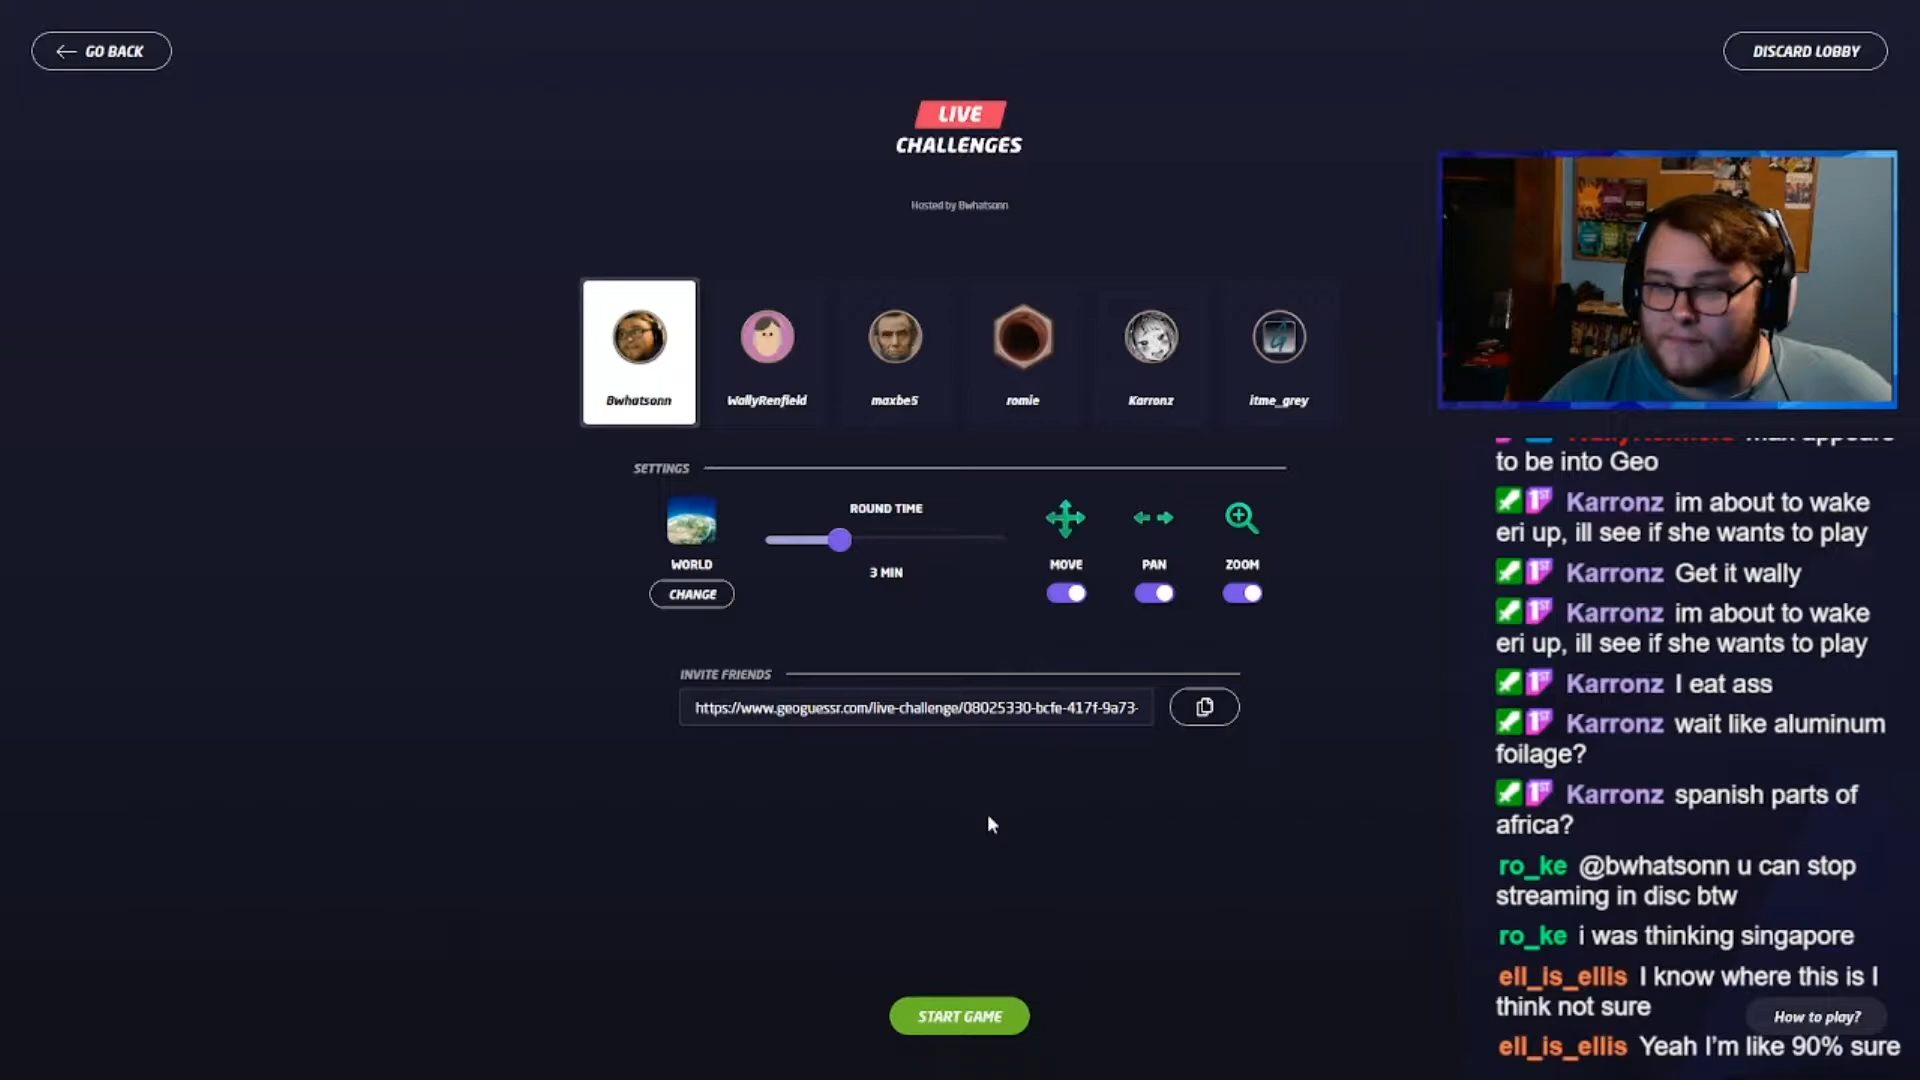 GO BACK
DISCARD LOBBY
LIVE
CHALLENGES
Hosted by Bwhatsonn
Bwhatsonn
WallyRenfield
maxbe5
romie
Karronz
itme_grey
SETTINGS
WORLD
CHANGE
ROUND TIME
3 MIN
MOVE
PAN
ZOOM
INVITE FRIENDS
https://www.geoguessr.com/live-challenge/08025330-bcfe-417f-9a73-
START GAME
How to play?
max appears
to be into Geo
Karronz im about to wake
eri up, ill see if she wants to play
Karronz Get it wally
Karronz im about to wake
eri up, ill see if she wants to play
Karronz I eat ass
Karronz wait like aluminum
foilage?
Karronz spanish parts of
africa?
ro_ke @bwhatsonn u can stop
streaming in disc btw
ro_ke i was thinking singapore
ell_is_ellis I know where this is I
think not sure
ell_is_ellis Yeah I'm like 90% sure